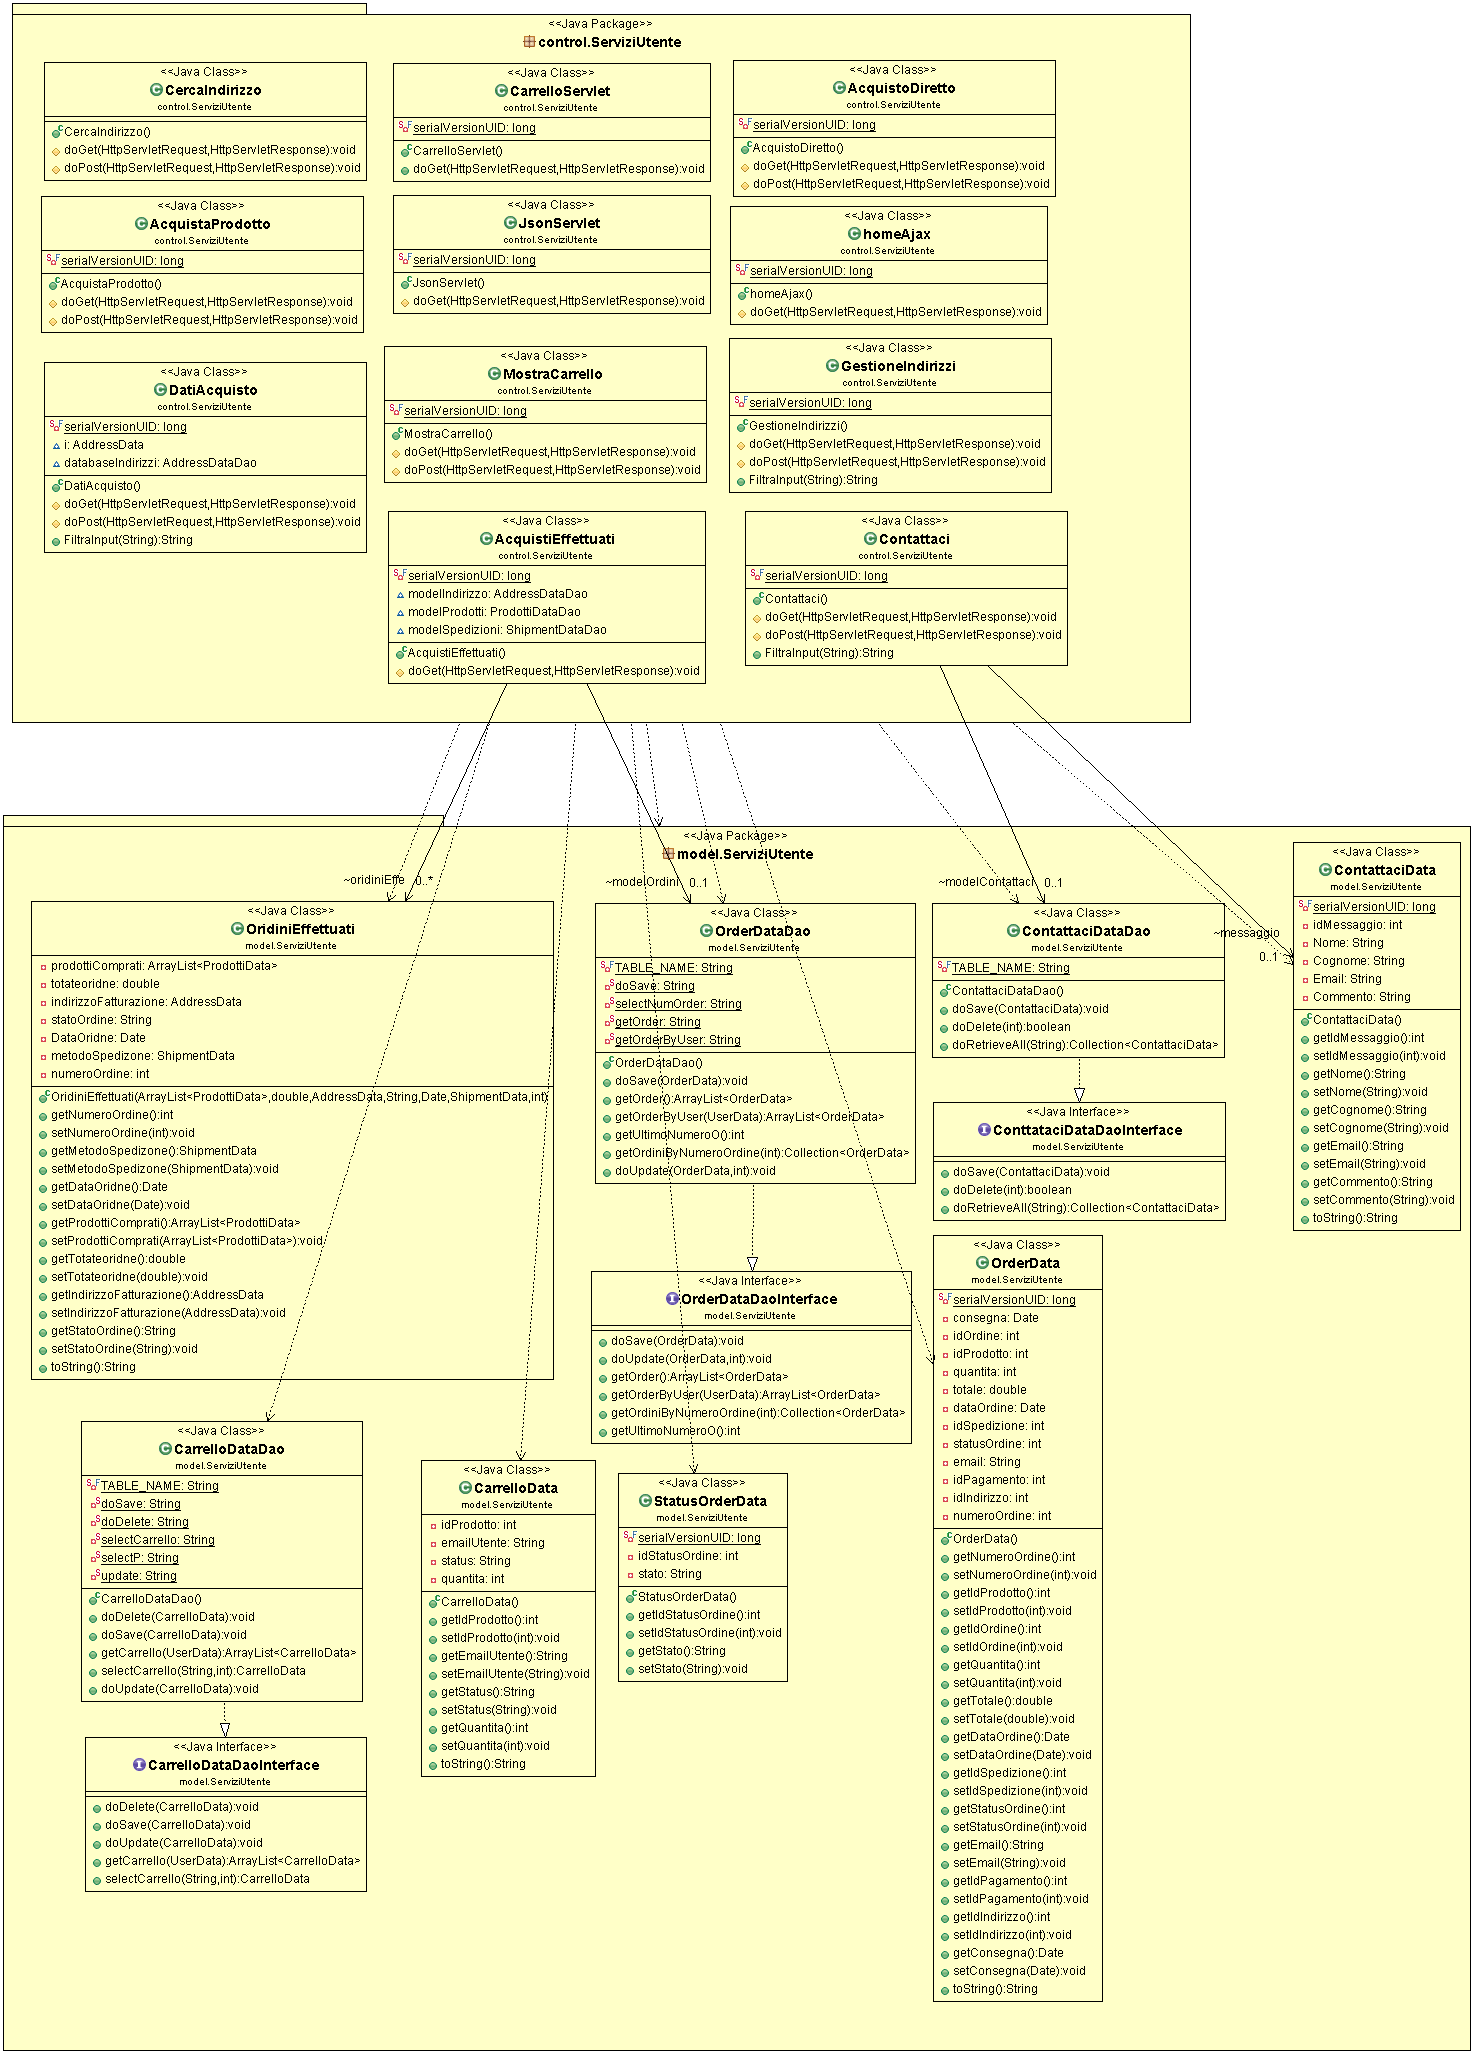 <<Java Package>>
control.ServiziUtente
<<Java Class>>
CercaIndirizzo
control.ServiziUtente
CercaIndirizzo()
doGet(HttpServletRequest,HttpServletResponse):void
doPost(HttpServletRequest,HttpServletResponse):void
<<Java Class>>
CarrelloServlet
control.ServiziUtente
serialVersionUID: long
CarrelloServlet()
doGet(HttpServletRequest,HttpServletResponse):void
<<Java Class>>
AcquistoDiretto
control.ServiziUtente
serialVersionUID: long
AcquistoDiretto()
doGet(HttpServletRequest,HttpServletResponse):void
doPost(HttpServletRequest,HttpServletResponse):void
<<Java Class>>
AcquistaProdotto
control.ServiziUtente
serialVersionUID: long
AcquistaProdotto()
doGet(HttpServletRequest,HttpServletResponse):void
doPost(HttpServletRequest,HttpServletResponse):void
<<Java Class>>
JsonServlet
control.ServiziUtente
serialVersionUID: long
JsonServlet()
doGet(HttpServletRequest,HttpServletResponse):void
<<Java Class>>
homeAjax
control.ServiziUtente
serialVersionUID: long
homeAjax()
doGet(HttpServletRequest,HttpServletResponse):void
<<Java Class>>
DatiAcquisto
control.ServiziUtente
serialVersionUID: long
i: AddressData
databaseIndirizzi: AddressDataDao
DatiAcquisto()
doGet(HttpServletRequest,HttpServletResponse):void
doPost(HttpServletRequest,HttpServletResponse):void
FiltraInput(String):String
<<Java Class>>
MostraCarrello
control.ServiziUtente
serialVersionUID: long
MostraCarrello()
doGet(HttpServletRequest,HttpServletResponse):void
doPost(HttpServletRequest,HttpServletResponse):void
<<Java Class>>
GestioneIndirizzi
control.ServiziUtente
serialVersionUID: long
GestioneIndirizzi()
doGet(HttpServletRequest,HttpServletResponse):void
doPost(HttpServletRequest,HttpServletResponse):void
FiltraInput(String):String
<<Java Class>>
AcquistiEffettuati
control.ServiziUtente
serialVersionUID: long
modelIndirizzo: AddressDataDao
modelProdotti: ProdottiDataDao
modelSpedizioni: ShipmentDataDao
AcquistiEffettuati()
doGet(HttpServletRequest,HttpServletResponse):void
<<Java Class>>
Contattaci
control.ServiziUtente
serialVersionUID: long
Contattaci()
doGet(HttpServletRequest,HttpServletResponse):void
doPost(HttpServletRequest,HttpServletResponse):void
FiltraInput(String):String
<<Java Package>>
model.ServiziUtente
~oridiniEffe 0..*
~modelOrdini 0..1
~modelContattaci 0..1
~messaggio
0..1
<<Java Class>>
OridiniEffettuati
model.ServiziUtente
prodottiComprati: ArrayList<ProdottiData>
totateoridne: double
indirizzoFatturazione: AddressData
statoOrdine: String
DataOridne: Date
metodoSpedizone: ShipmentData
numeroOrdine: int
OridiniEffettuati(ArrayList<ProdottiData>,double,AddressData,String,Date,ShipmentData,int)
getNumeroOrdine():int
setNumeroOrdine(int):void
getMetodoSpedizone():ShipmentData
setMetodoSpedizone(ShipmentData):void
getDataOridne():Date
setDataOridne(Date):void
getProdottiComprati():ArrayList<ProdottiData>
setProdottiComprati(ArrayList<ProdottiData>):void
getTotateoridne():double
setTotateoridne(double):void
getIndirizzoFatturazione():AddressData
setIndirizzoFatturazione(AddressData):void
getStatoOrdine():String
setStatoOrdine(String):void
toString():String
<<Java Class>>
OrderDataDao
model.ServiziUtente
TABLE_NAME: String
doSave: String
selectNumOrder: String
getOrder: String
getOrderByUser: String
OrderDataDao()
doSave(OrderData):void
getOrder():ArrayList<OrderData>
getOrderByUser(UserData):ArrayList<OrderData>
getUltimoNumeroO():int
getOrdiniByNumeroOrdine(int):Collection<OrderData>
doUpdate(OrderData,int):void
<<Java Class>>
ContattaciDataDao
model.ServiziUtente
TABLE_NAME: String
ContattaciDataDao()
doSave(ContattaciData):void
doDelete(int):boolean
doRetrieveAll(String):Collection<ContattaciData>
<<Java Class>>
ContattaciData
model.ServiziUtente
serialVersionUID: long
idMessaggio: int
Nome: String
Cognome: String
Email: String
Commento: String
ContattaciData()
getIdMessaggio():int
setIdMessaggio(int):void
getNome():String
setNome(String):void
getCognome():String
setCognome(String):void
getEmail():String
setEmail(String):void
getCommento():String
setCommento(String):void
toString():String
<<Java Interface>>
ConttataciDataDaoInterface
model.ServiziUtente
doSave(ContattaciData):void
doDelete(int):boolean
doRetrieveAll(String):Collection<ContattaciData>
<<Java Interface>>
OrderDataDaoInterface
model.ServiziUtente
doSave(OrderData):void
doUpdate(OrderData,int):void
getOrder():ArrayList<OrderData>
getOrderByUser(UserData):ArrayList<OrderData>
getOrdiniByNumeroOrdine(int):Collection<OrderData>
getUltimoNumeroO():int
<<Java Class>>
OrderData
model.ServiziUtente
serialVersionUID: long
consegna: Date
idOrdine: int
idProdotto: int
quantita: int
totale: double
dataOrdine: Date
idSpedizione: int
statusOrdine: int
email: String
idPagamento: int
idIndirizzo: int
numeroOrdine: int
OrderData()
getNumeroOrdine():int
setNumeroOrdine(int):void
getIdProdotto():int
setIdProdotto(int):void
getIdOrdine():int
setIdOrdine(int):void
getQuantita():int
setQuantita(int):void
getTotale():double
setTotale(double):void
getDataOrdine():Date
setDataOrdine(Date):void
getIdSpedizione():int
setIdSpedizione(int):void
getStatusOrdine():int
setStatusOrdine(int):void
getEmail():String
setEmail(String):void
getIdPagamento():int
setIdPagamento(int):void
getIdIndirizzo():int
setIdIndirizzo(int):void
getConsegna():Date
setConsegna(Date):void
toString():String
<<Java Class>>
CarrelloDataDao
model.ServiziUtente
TABLE_NAME: String
doSave: String
doDelete: String
selectCarrello: String
selectP: String
update: String
CarrelloDataDao()
doDelete(CarrelloData):void
doSave(CarrelloData):void
getCarrello(UserData):ArrayList<CarrelloData>
selectCarrello(String,int):CarrelloData
doUpdate(CarrelloData):void
<<Java Class>>
CarrelloData
model.ServiziUtente
idProdotto: int
emailUtente: String
status: String
quantita: int
CarrelloData()
getIdProdotto():int
setIdProdotto(int):void
getEmailUtente():String
setEmailUtente(String):void
getStatus():String
setStatus(String):void
getQuantita():int
setQuantita(int):void
toString():String
<<Java Class>>
StatusOrderData
model.ServiziUtente
serialVersionUID: long
idStatusOrdine: int
stato: String
StatusOrderData()
getIdStatusOrdine():int
setIdStatusOrdine(int):void
getStato():String
setStato(String):void
<<Java Interface>>
CarrelloDataDaoInterface
model.ServiziUtente
doDelete(CarrelloData):void
doSave(CarrelloData):void
doUpdate(CarrelloData):void
getCarrello(UserData):ArrayList<CarrelloData>
selectCarrello(String,int):CarrelloData